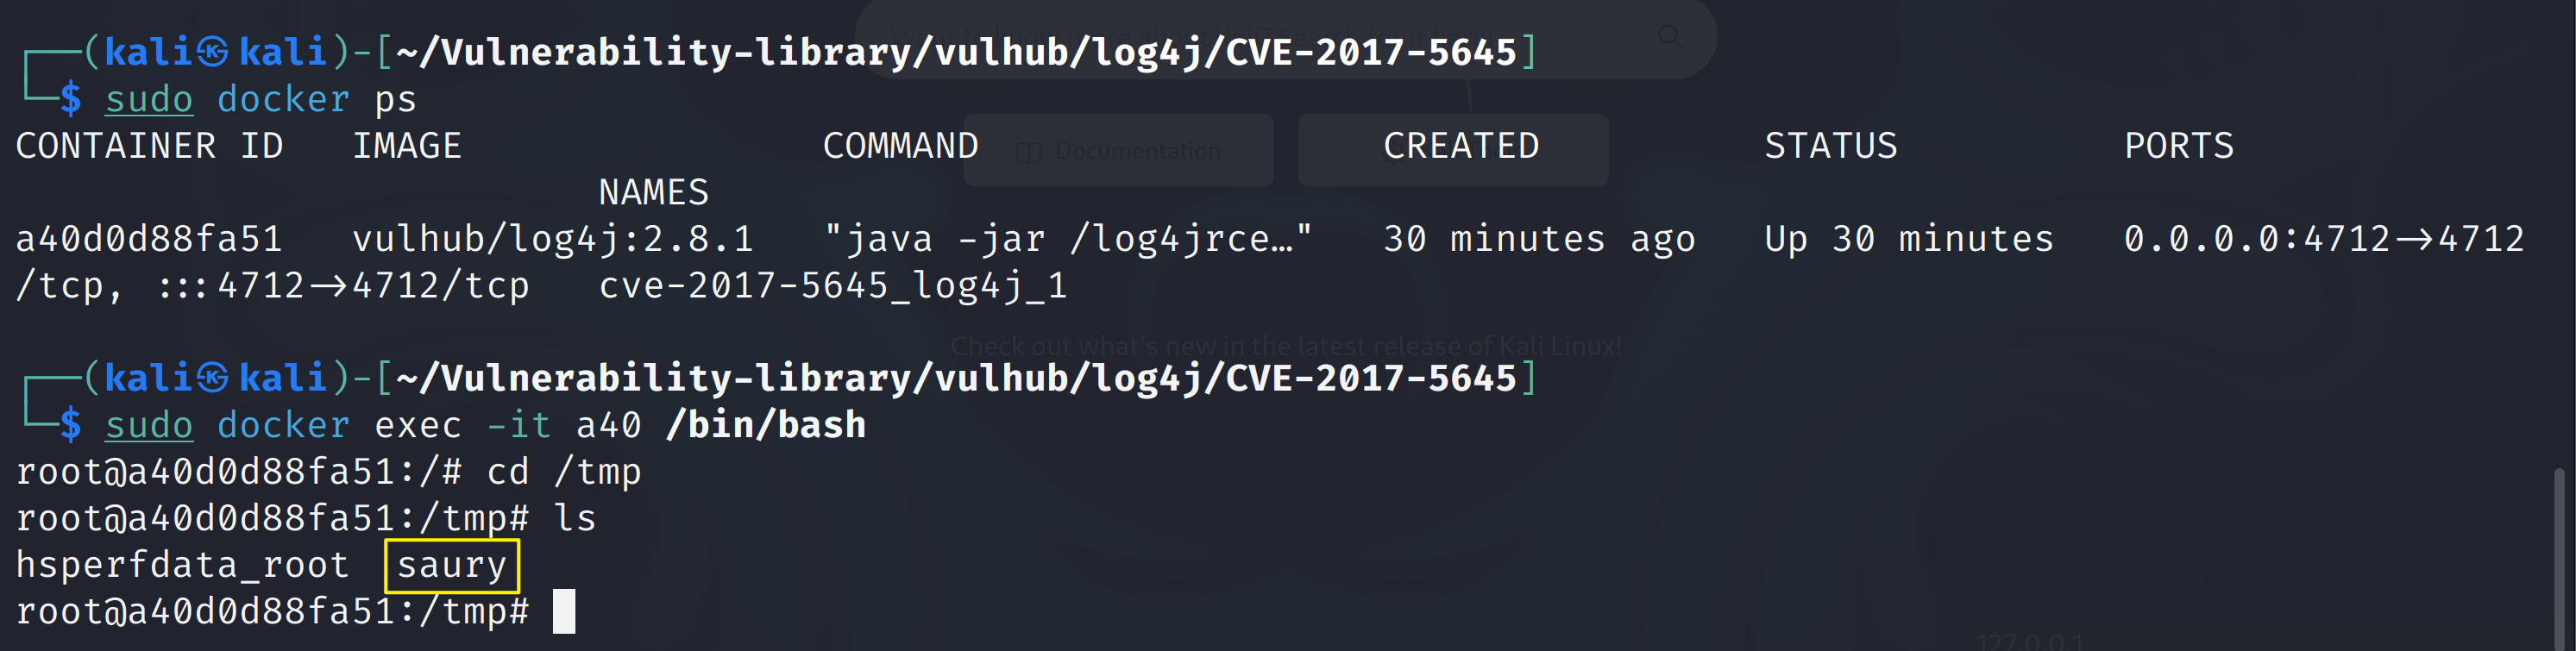 ┌──(kali㉿kali)-[~/Vulnerability-library/vulhub/log4j/CVE-2017-5645]
└─$ sudo docker ps
CONTAINER ID   IMAGE                COMMAND                  CREATED          STATUS          PORTS
                          NAMES
a40d0d88fa51   vulhub/log4j:2.8.1   "java -jar /log4jrce…"   30 minutes ago   Up 30 minutes   0.0.0.0:4712->4712
/tcp, :::4712->4712/tcp   cve-2017-5645_log4j_1
Documentation
Check out what's new in the latest release of Kali Linux!
┌──(kali㉿kali)-[~/Vulnerability-library/vulhub/log4j/CVE-2017-5645]
└─$ sudo docker exec -it a40 /bin/bash
root@a40d0d88fa51:/# cd /tmp
root@a40d0d88fa51:/tmp# ls
hsperfdata_root  saury
root@a40d0d88fa51:/tmp#
127.0.0.1